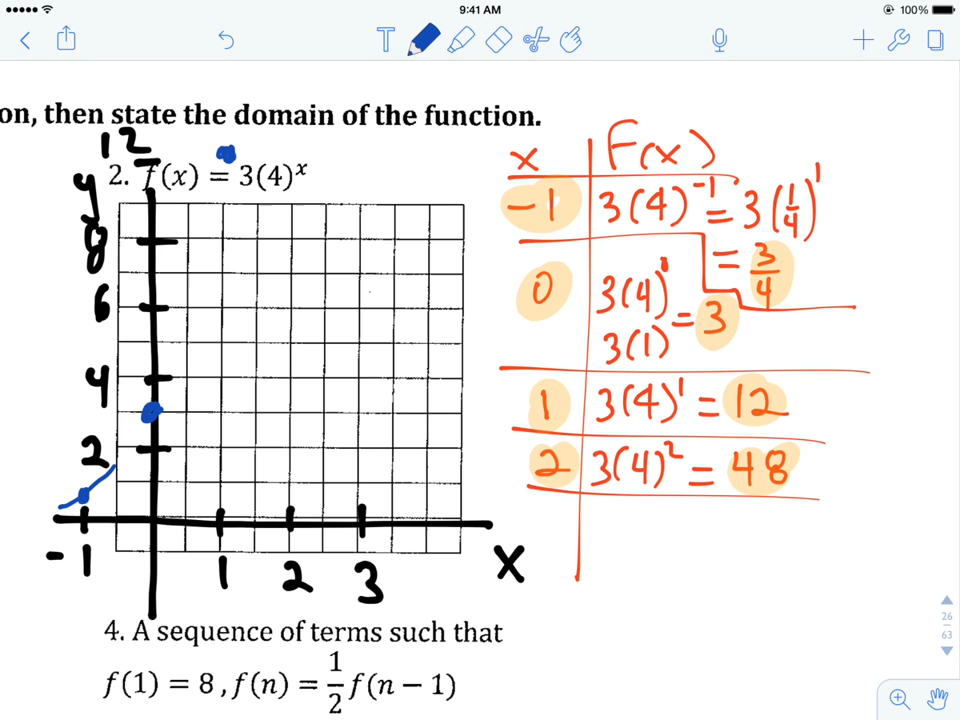 9:41 AM
100%
T
on, then state the domain of the function.
2. f(x) = 3(4)^x
12
y
8
6
4
2
-1 1 2 3 x
x F(x)
-1 3(4)^-1 = 3(1/4)^1
= 3/4
0 3(4)^0
3(1) = 3
1 3(4)^1 = 12
2 3(4)^2 = 48
4. A sequence of terms such that
f(1) = 8 , f(n) = 1/2 f(n − 1)
26
63